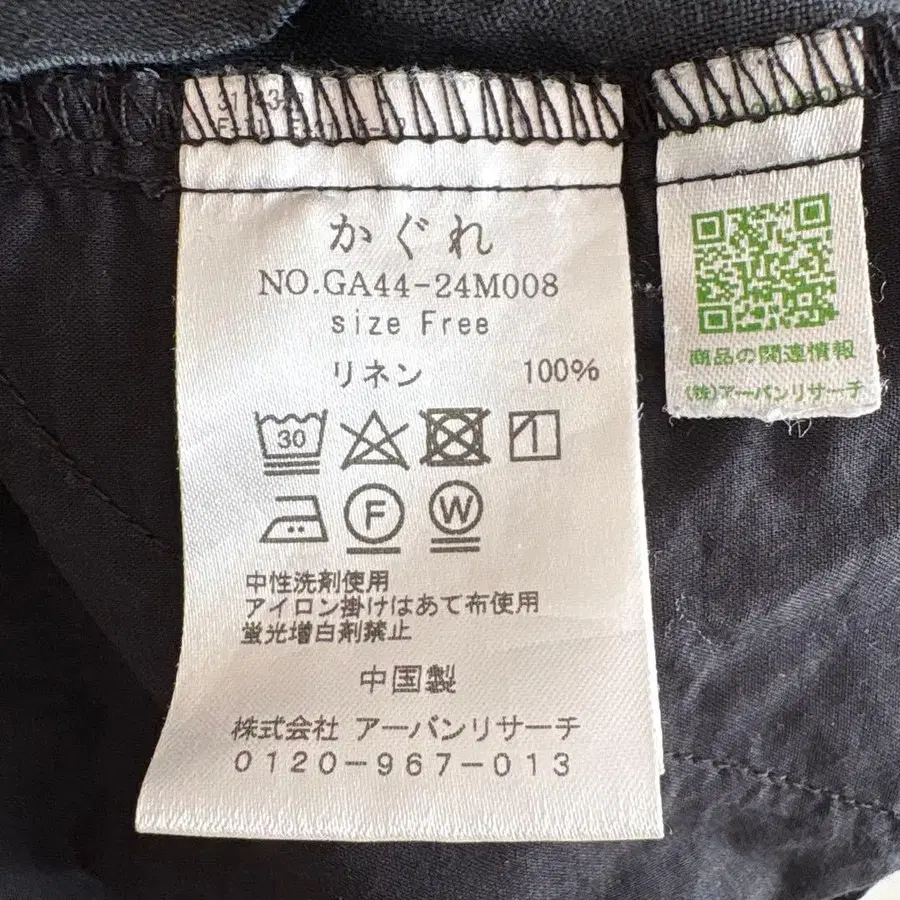 かぐれ
NO.GA44-24M008
size Free
リネン 100%
30
F W
中性洗剤使用
アイロン掛けはあて布使用
蛍光増白剤禁止
中国製
株式会社 アーバンリサーチ
0120-967-013
商品の関連情報
(株)アーバンリサーチ